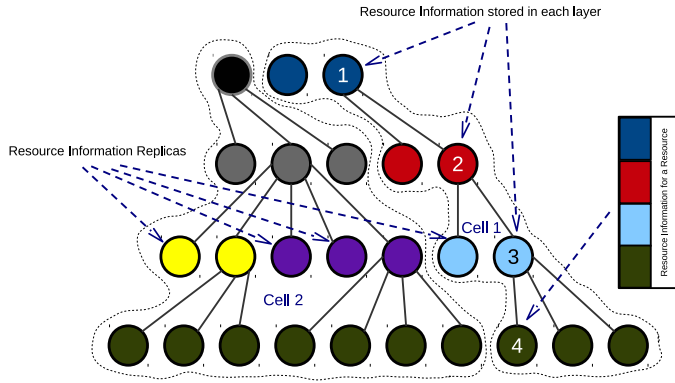 Resource Information stored in each layer
1
Resource Information Replicas
2
Resource Information for a Resource
Cell 1
3
Cell 2
4